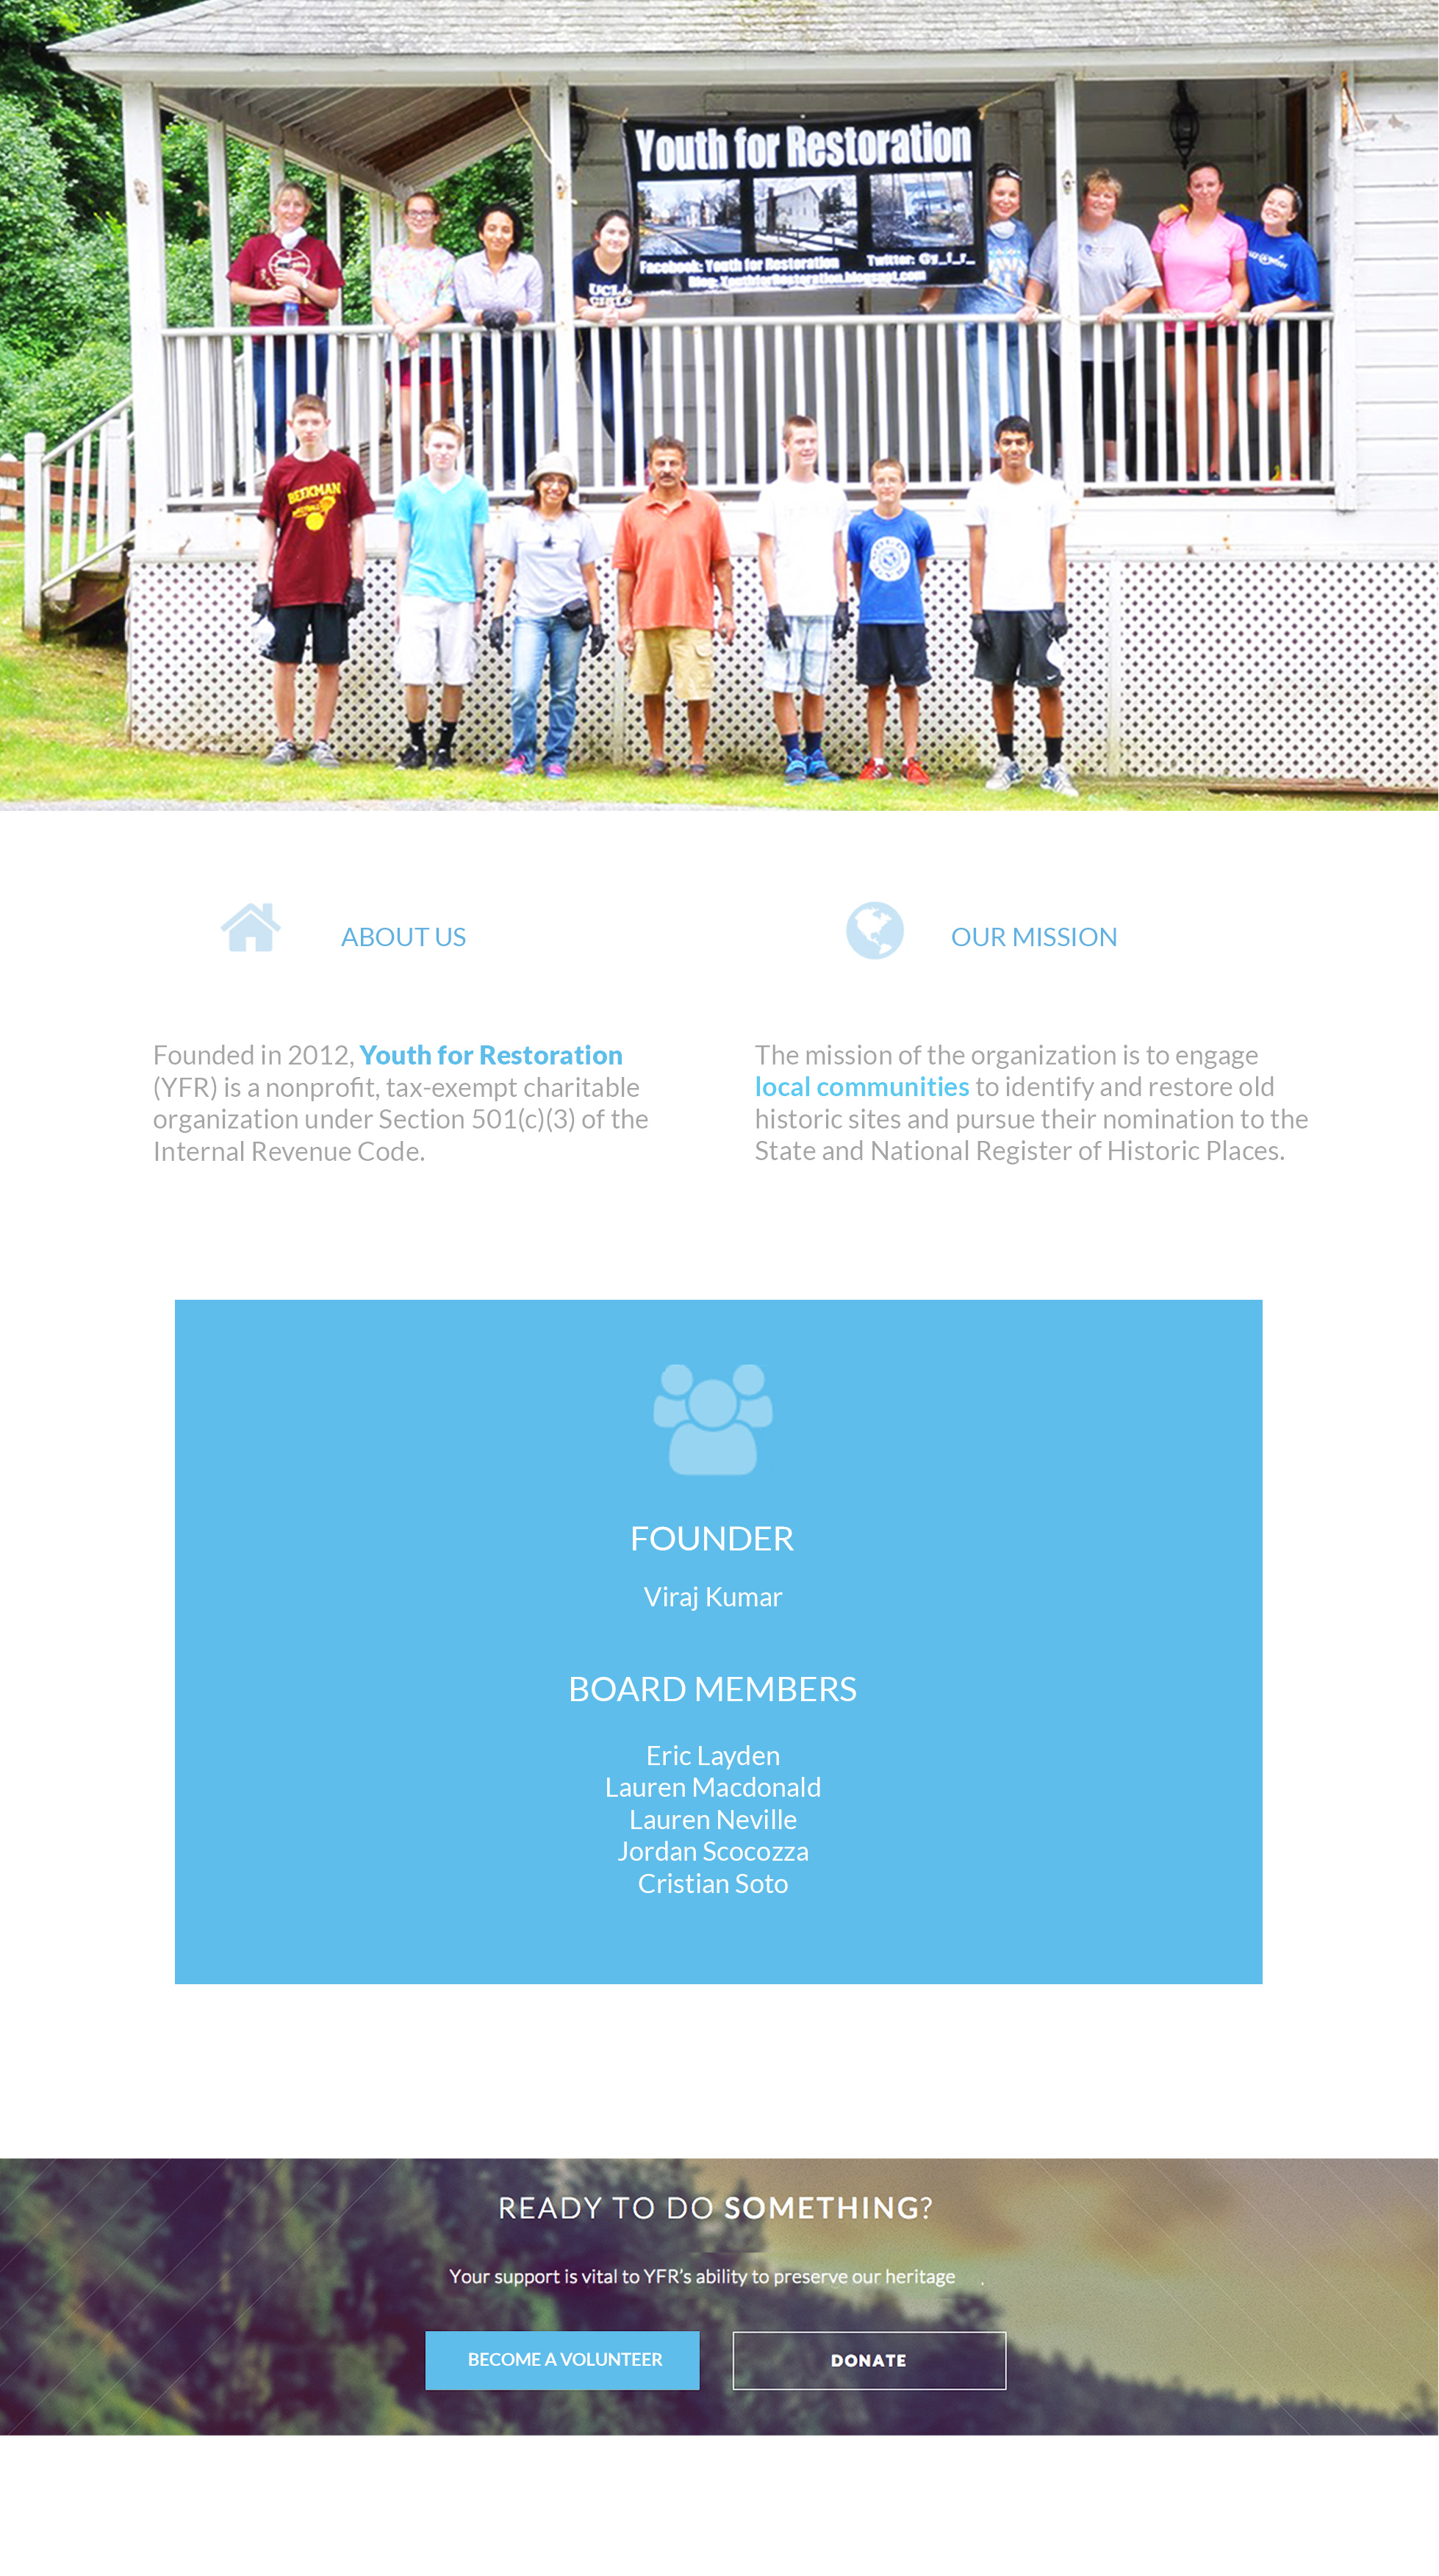 Youth for Restoration
Facebook: Youth for Restoration Twitter: @y_f_r_
Blog: YouthforRestoration.blogspot.com
UCLA
GIRLS
BEEKMAN
ABOUT US
OUR MISSION
Founded in 2012, Youth for Restoration
(YFR) is a nonprofit, tax-exempt charitable
organization under Section 501(c)(3) of the
Internal Revenue Code.
The mission of the organization is to engage
local communities to identify and restore old
historic sites and pursue their nomination to the
State and National Register of Historic Places.
FOUNDER
Viraj Kumar
BOARD MEMBERS
Eric Layden
Lauren Macdonald
Lauren Neville
Jordan Scocozza
Cristian Soto
READY TO DO SOMETHING?
Your support is vital to YFR's ability to preserve our heritage .
BECOME A VOLUNTEER
DONATE